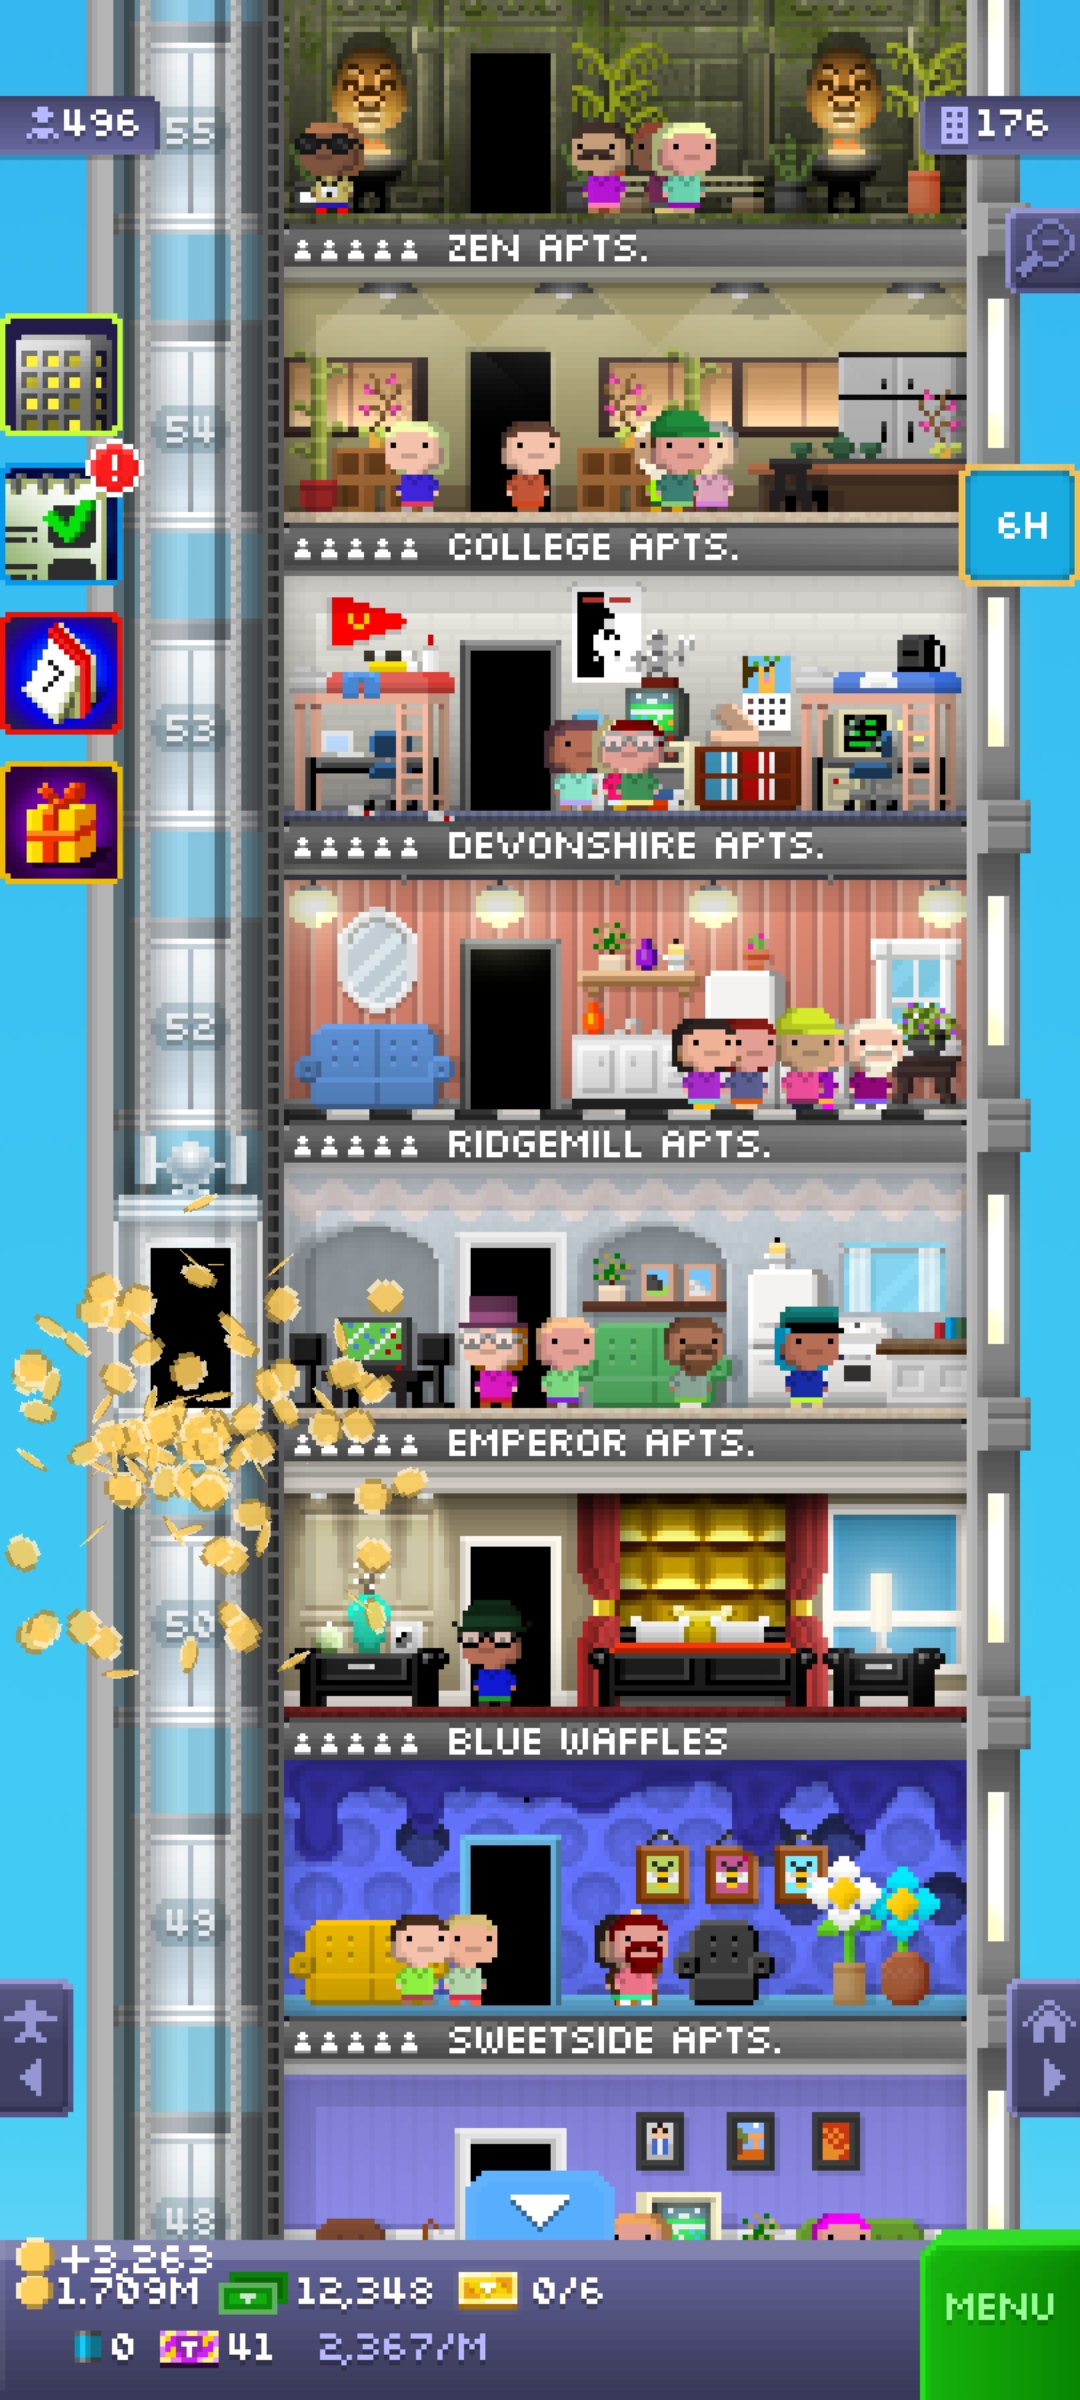 496
55
176
ZEN APTS.
54
6H
COLLEGE APTS.
53
DEVONSHIRE APTS.
52
RIDGEMILL APTS.
EMPEROR APTS.
50
BLUE WAFFLES
49
SWEETSIDE APTS.
48
+3,263
1.709M 12,348 0/6
0 41 2,367/M
MENU